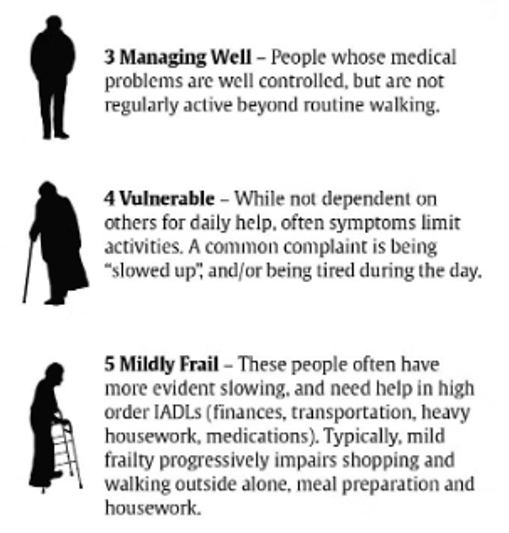 3 Managing Well – People whose medical
problems are well controlled, but are not
regularly active beyond routine walking.
4 Vulnerable – While not dependent on
others for daily help, often symptoms limit
activities. A common complaint is being
“slowed up”, and/or being tired during the day.
5 Mildly Frail – These people often have
more evident slowing, and need help in high
order IADLs (finances, transportation, heavy
housework, medications). Typically, mild
frailty progressively impairs shopping and
walking outside alone, meal preparation and
housework.